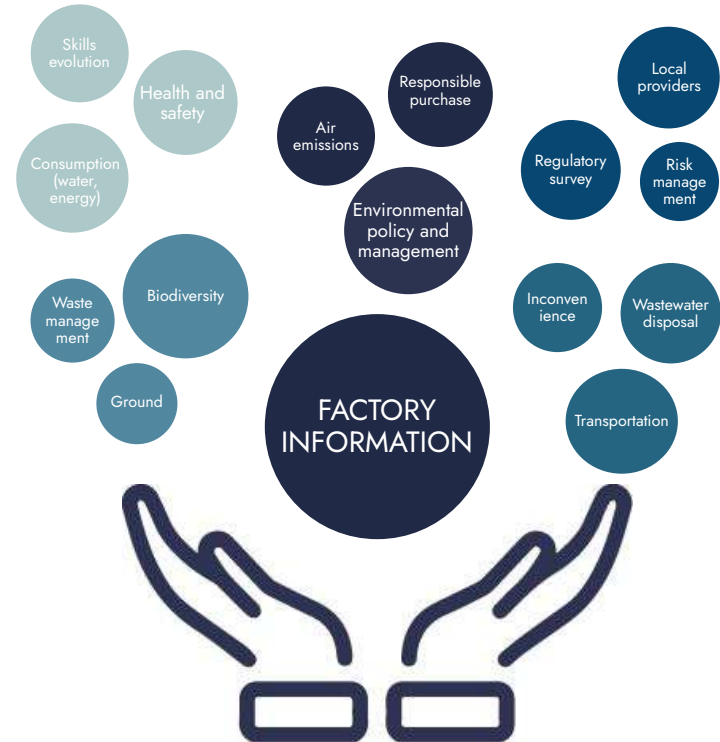 Skills
evolution
Health and
safety
Consumption
(water,
energy)
Responsible
purchase
Air
emissions
Environmental
policy and
management
Local
providers
Regulatory
survey
Risk
manage
ment
Biodiversity
Waste
manage
ment
Ground
Inconven
ience
Wastewater
disposal
Transportation
FACTORY
INFORMATION